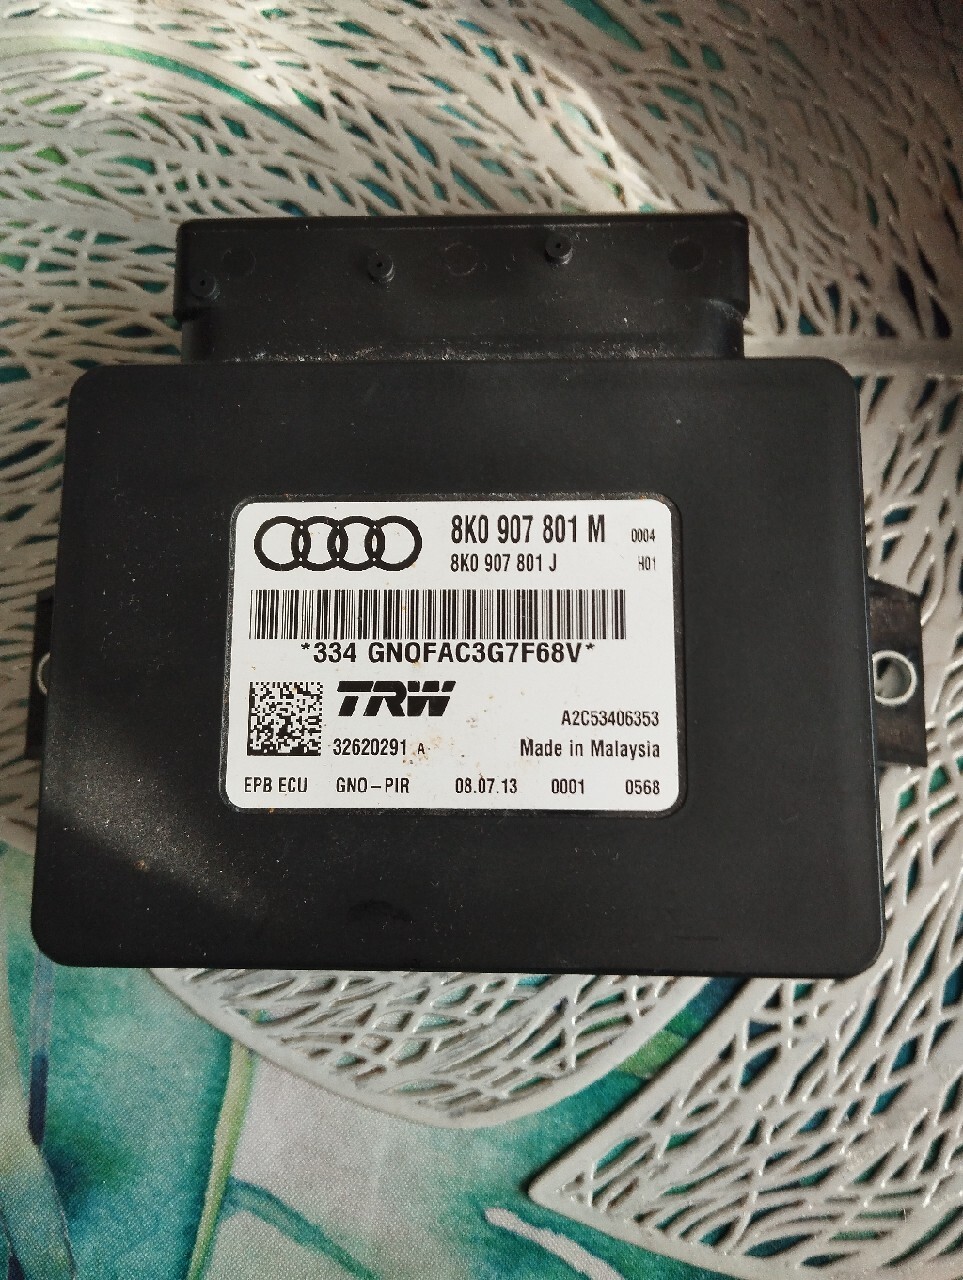 8K0 907 801 M 0004
8K0 907 801 J H01
*334 GNOFAC3G7F68V*
TRW
A2C53406353
32620291 A Made in Malaysia
EPB ECU GNO-PIR 08.07.13 0001 0568